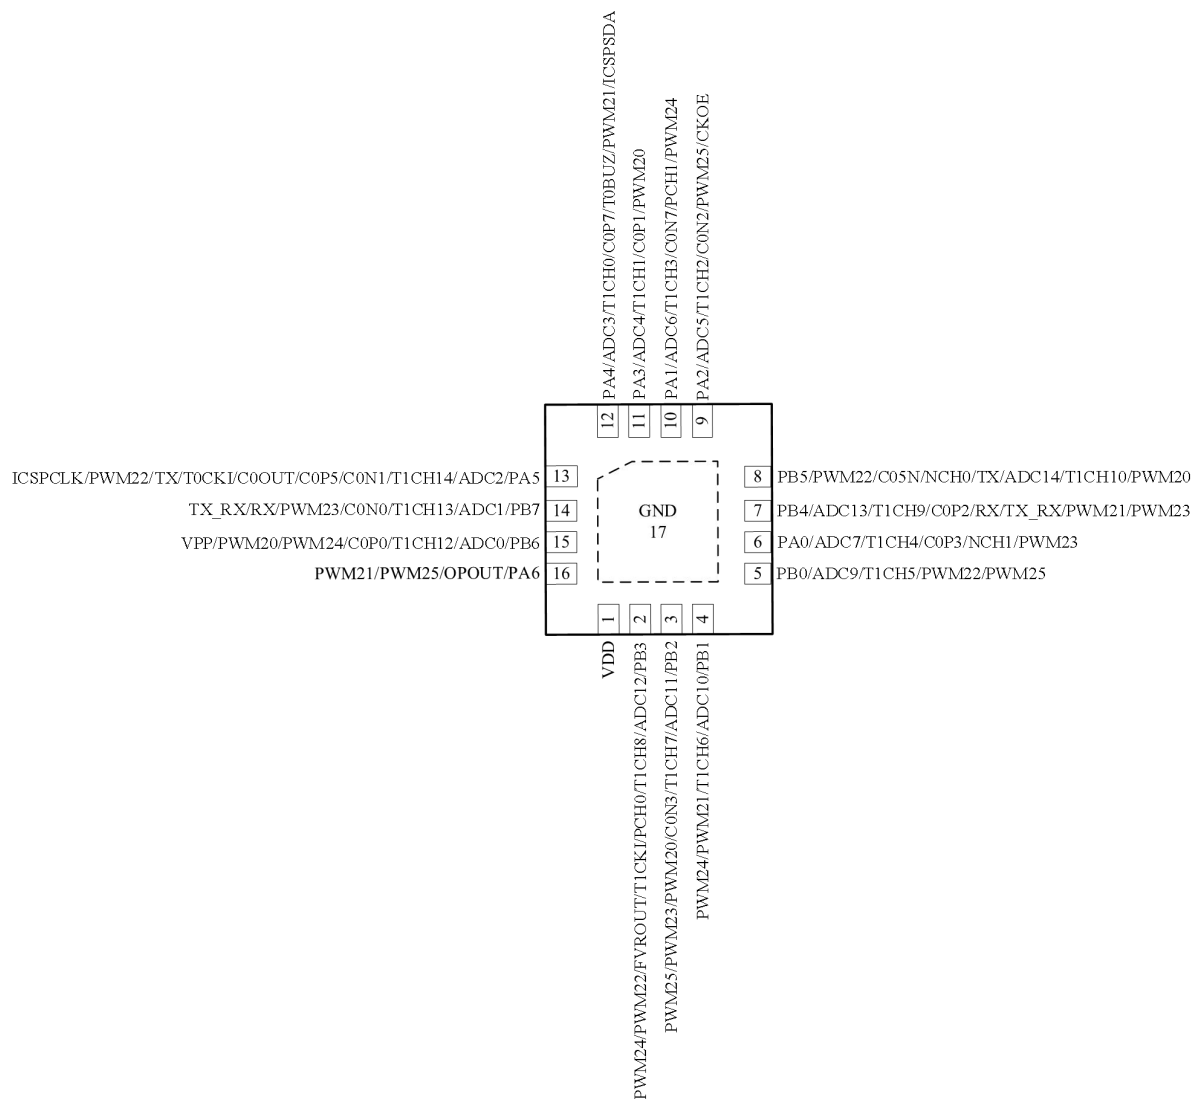 PA4/ADC3/T1CH0/C0P7/T0BUZ/PWM21/ICSPSDA
PA3/ADC4/T1CH1/C0P1/PWM20
PA1/ADC6/T1CH3/C0N7/PCH1/PWM24
PA2/ADC5/T1CH2/C0N2/PWM25/CKOE
12
11
10
9
ICSPCLK/PWM22/TX/T0CKI/C0OUT/C0P5/C0N1/T1CH14/ADC2/PA5
13
8
PB5/PWM22/C05N/NCH0/TX/ADC14/T1CH10/PWM20
TX_RX/RX/PWM23/C0N0/T1CH13/ADC1/PB7
14
GND
7
PB4/ADC13/T1CH9/C0P2/RX/TX_RX/PWM21/PWM23
17
VPP/PWM20/PWM24/C0P0/T1CH12/ADC0/PB6
15
6
PA0/ADC7/T1CH4/C0P3/NCH1/PWM23
PWM21/PWM25/OPOUT/PA6
16
5
PB0/ADC9/T1CH5/PWM22/PWM25
1
2
3
4
VDD
PWM24/PWM22/FVROUT/T1CKI/PCH0/T1CH8/ADC12/PB3
PWM25/PWM23/PWM20/C0N3/T1CH7/ADC11/PB2
PWM24/PWM21/T1CH6/ADC10/PB1